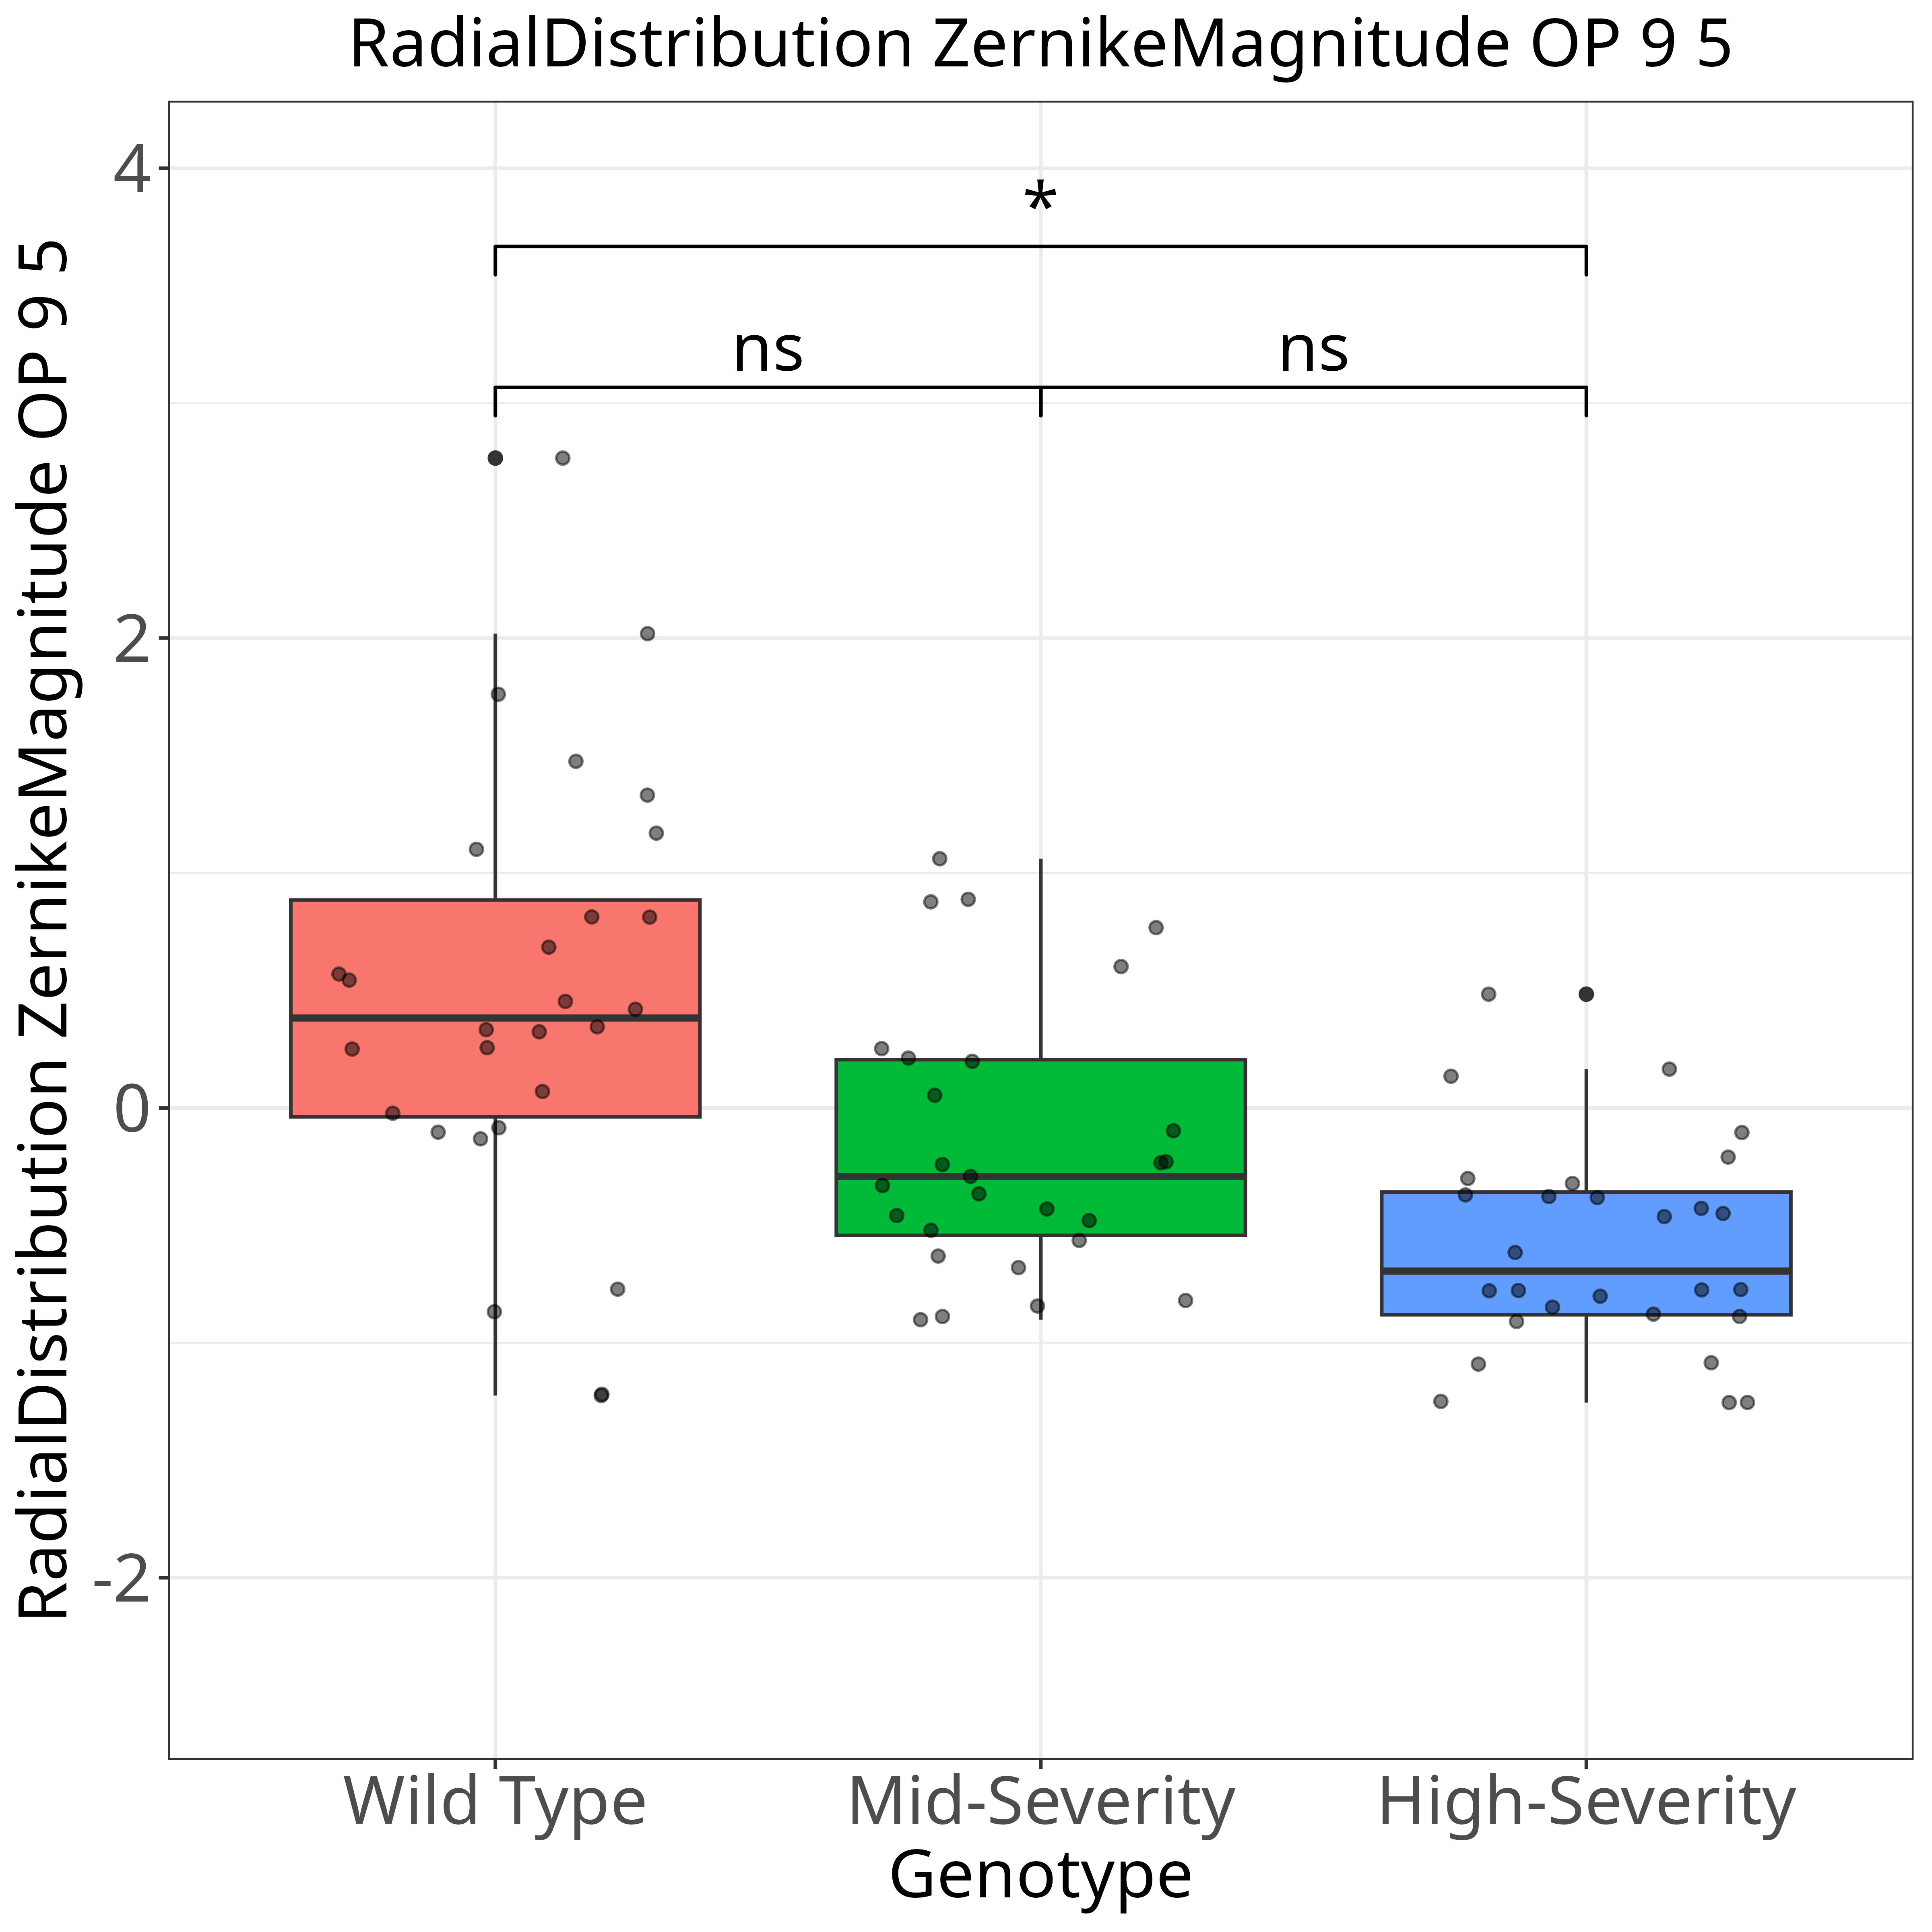 RadialDistribution ZernikeMagnitude OP 9 5
RadialDistribution ZernikeMagnitude OP 9 5
4
2
0
-2
*
ns ns
Wild Type Mid-Severity High-Severity
Genotype